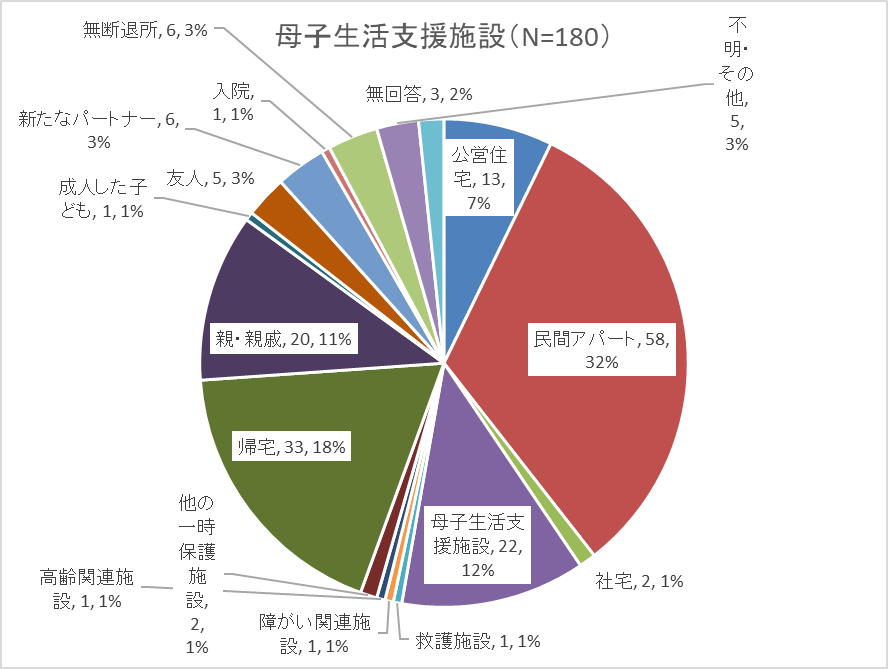 母子生活支援施設（N=180）
公営住
宅, 13,
7%
民間アパート, 58,
32%
社宅, 2, 1%
母子生活支
援施設, 22,
12%
救護施設, 1, 1%
障がい関連施
設, 1, 1%
高齢関連施
設, 1, 1%
他の
一時
保護
施
設,
2,
1%
帰宅, 33, 18%
親・親戚, 20, 11%
成人した子
ども, 1, 1%
友人, 5, 3%
新たなパートナー, 6,
3%
入院,
1, 1%
無断退所, 6, 3%
不
明・
その
他,
5,
3%
無回答, 3, 2%